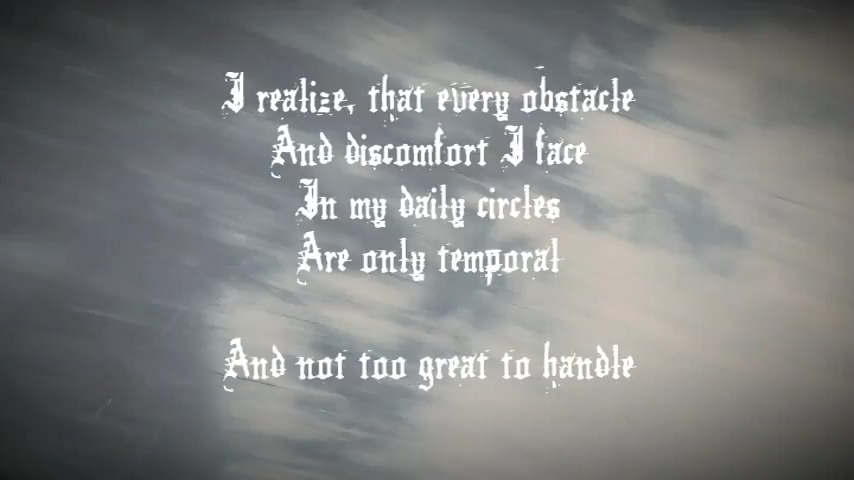 I realize, that every obstacle
And discomfort I face
In my daily circles
Are only temporal
And not too great to handle